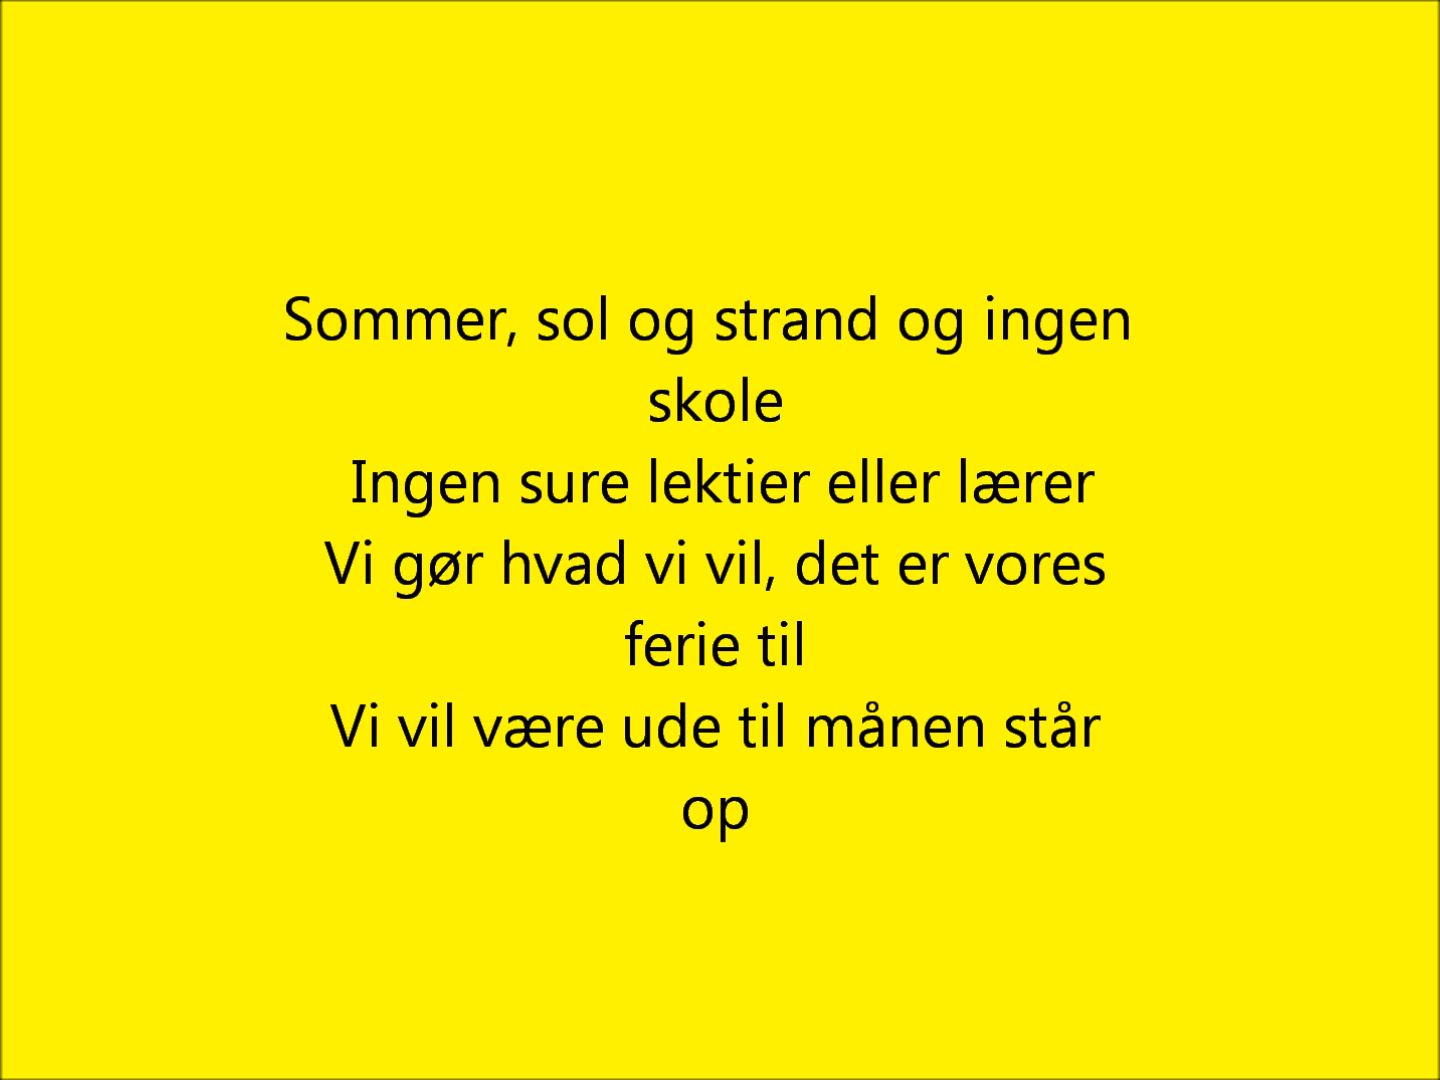 Sommer, sol og strand og ingen
skole
Ingen sure lektier eller lærer
Vi gør hvad vi vil, det er vores
ferie til
Vi vil være ude til månen står
op